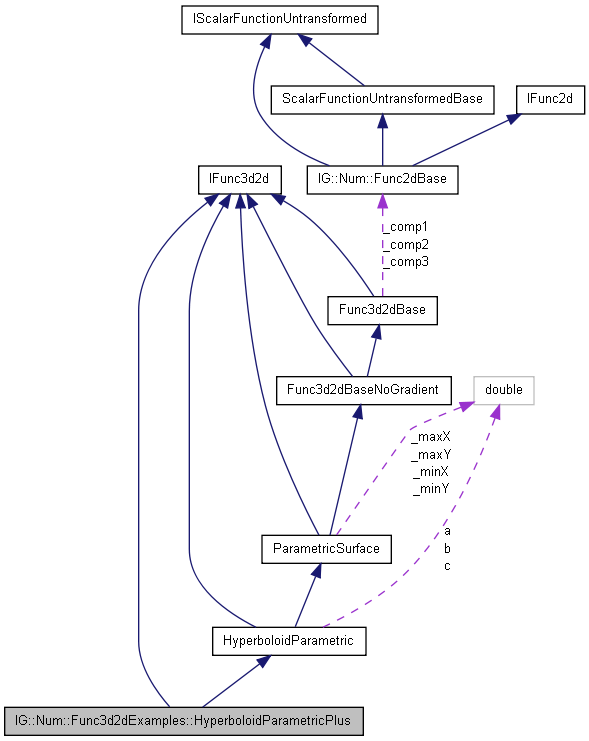 IScalarFunctionUntransformed
ScalarFunctionUntransformedBase
IFunc2d
IFunc3d2d
IG::Num::Func2dBase
_comp1
_comp2
_comp3
Func3d2dBase
Func3d2dBaseNoGradient
double
_maxX
_maxY
_minX
_minY
a
b
c
ParametricSurface
HyperboloidParametric
IG::Num::Func3d2dExamples::HyperboloidParametricPlus